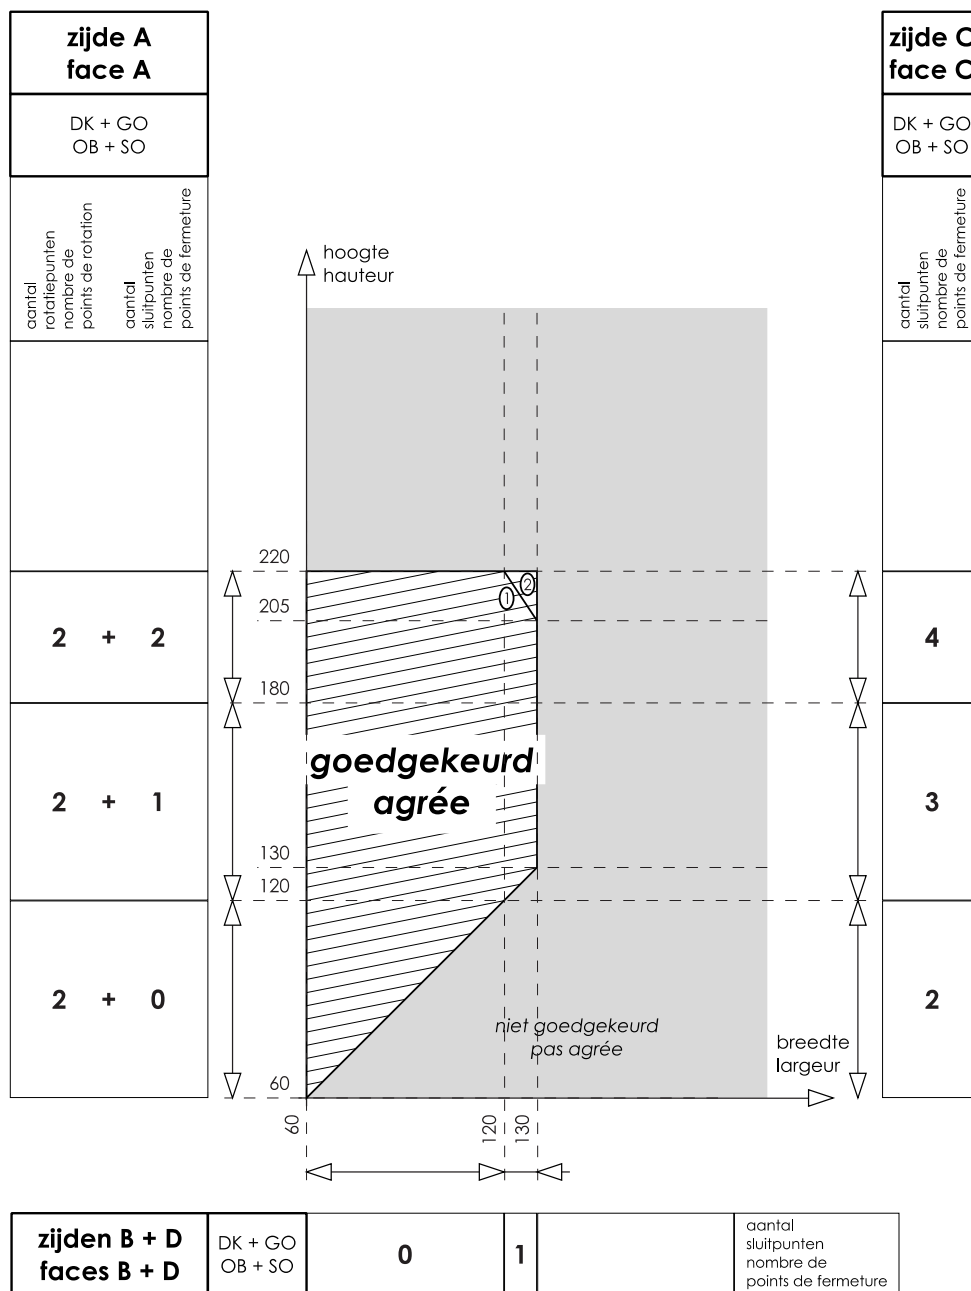 zijde A
face A
DK + GO
OB + SO
aantal
rotatiepunten
nombre de
points de rotation
aantal
sluitpunten
nombre de
points de fermeture
zijde C
face C
DK + GO
OB + SO
aantal
sluitpunten
nombre de
points de fermeture
hoogte
hauteur
220
205
180
130
120
60
1
2
2 + 2
2 + 1
2 + 0
4
3
2
goedgekeurd
agrée
niet goedgekeurd
pas agrée
breedte
largeur
60
120
130
zijden B + D
faces B + D
DK + GO
OB + SO
0
1
aantal
sluitpunten
nombre de
points de fermeture